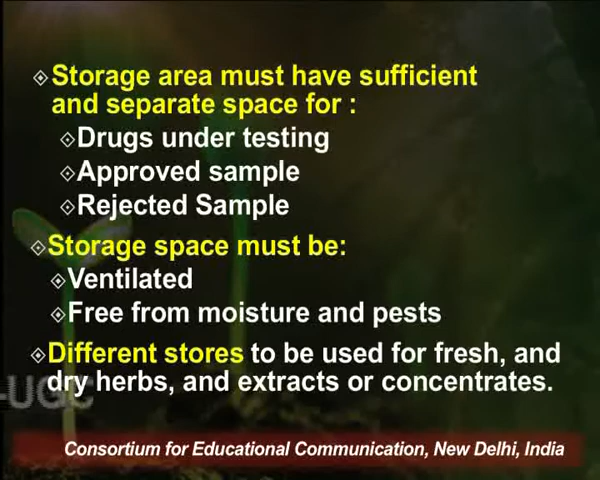 Storage area must have sufficient
and separate space for :
Drugs under testing
Approved sample
Rejected Sample
Storage space must be:
Ventilated
Free from moisture and pests
Different stores to be used for fresh, and
dry herbs, and extracts or concentrates.
-UGC
Consortium for Educational Communication, New Delhi, India